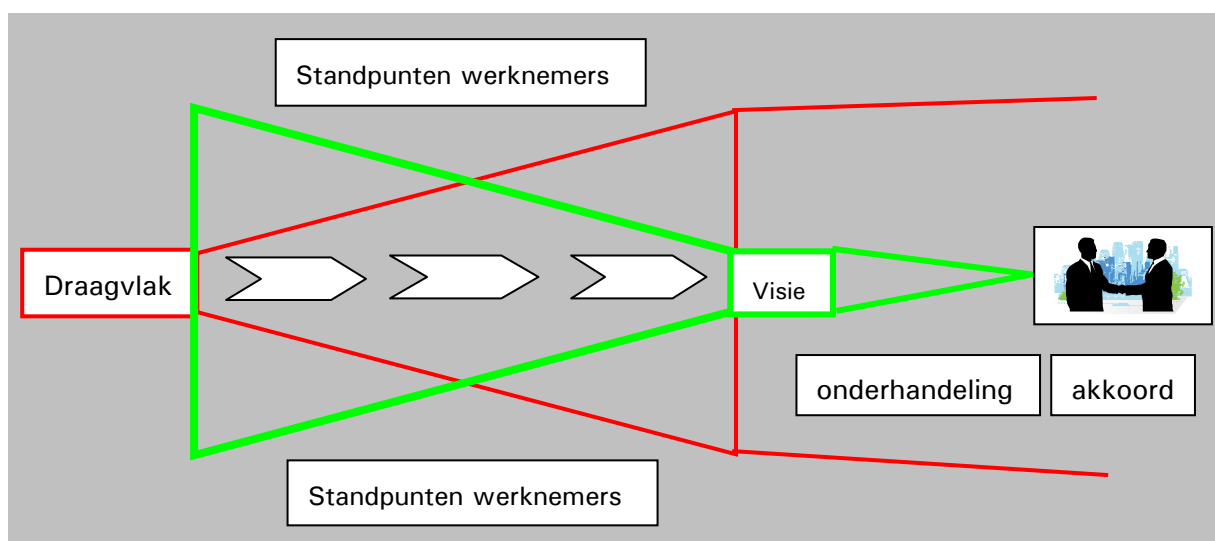 Standpunten werknemers
Draagvlak
Visie
onderhandeling
akkoord
Standpunten werknemers